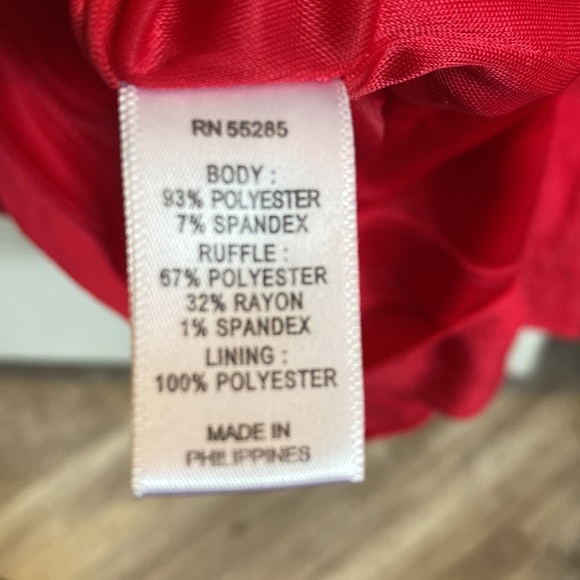 RN 55285
BODY :
93% POLYESTER
7% SPANDEX
RUFFLE :
67% POLYESTER
32% RAYON
1% SPANDEX
LINING :
100% POLYESTER
MADE IN
PHILIPPINES